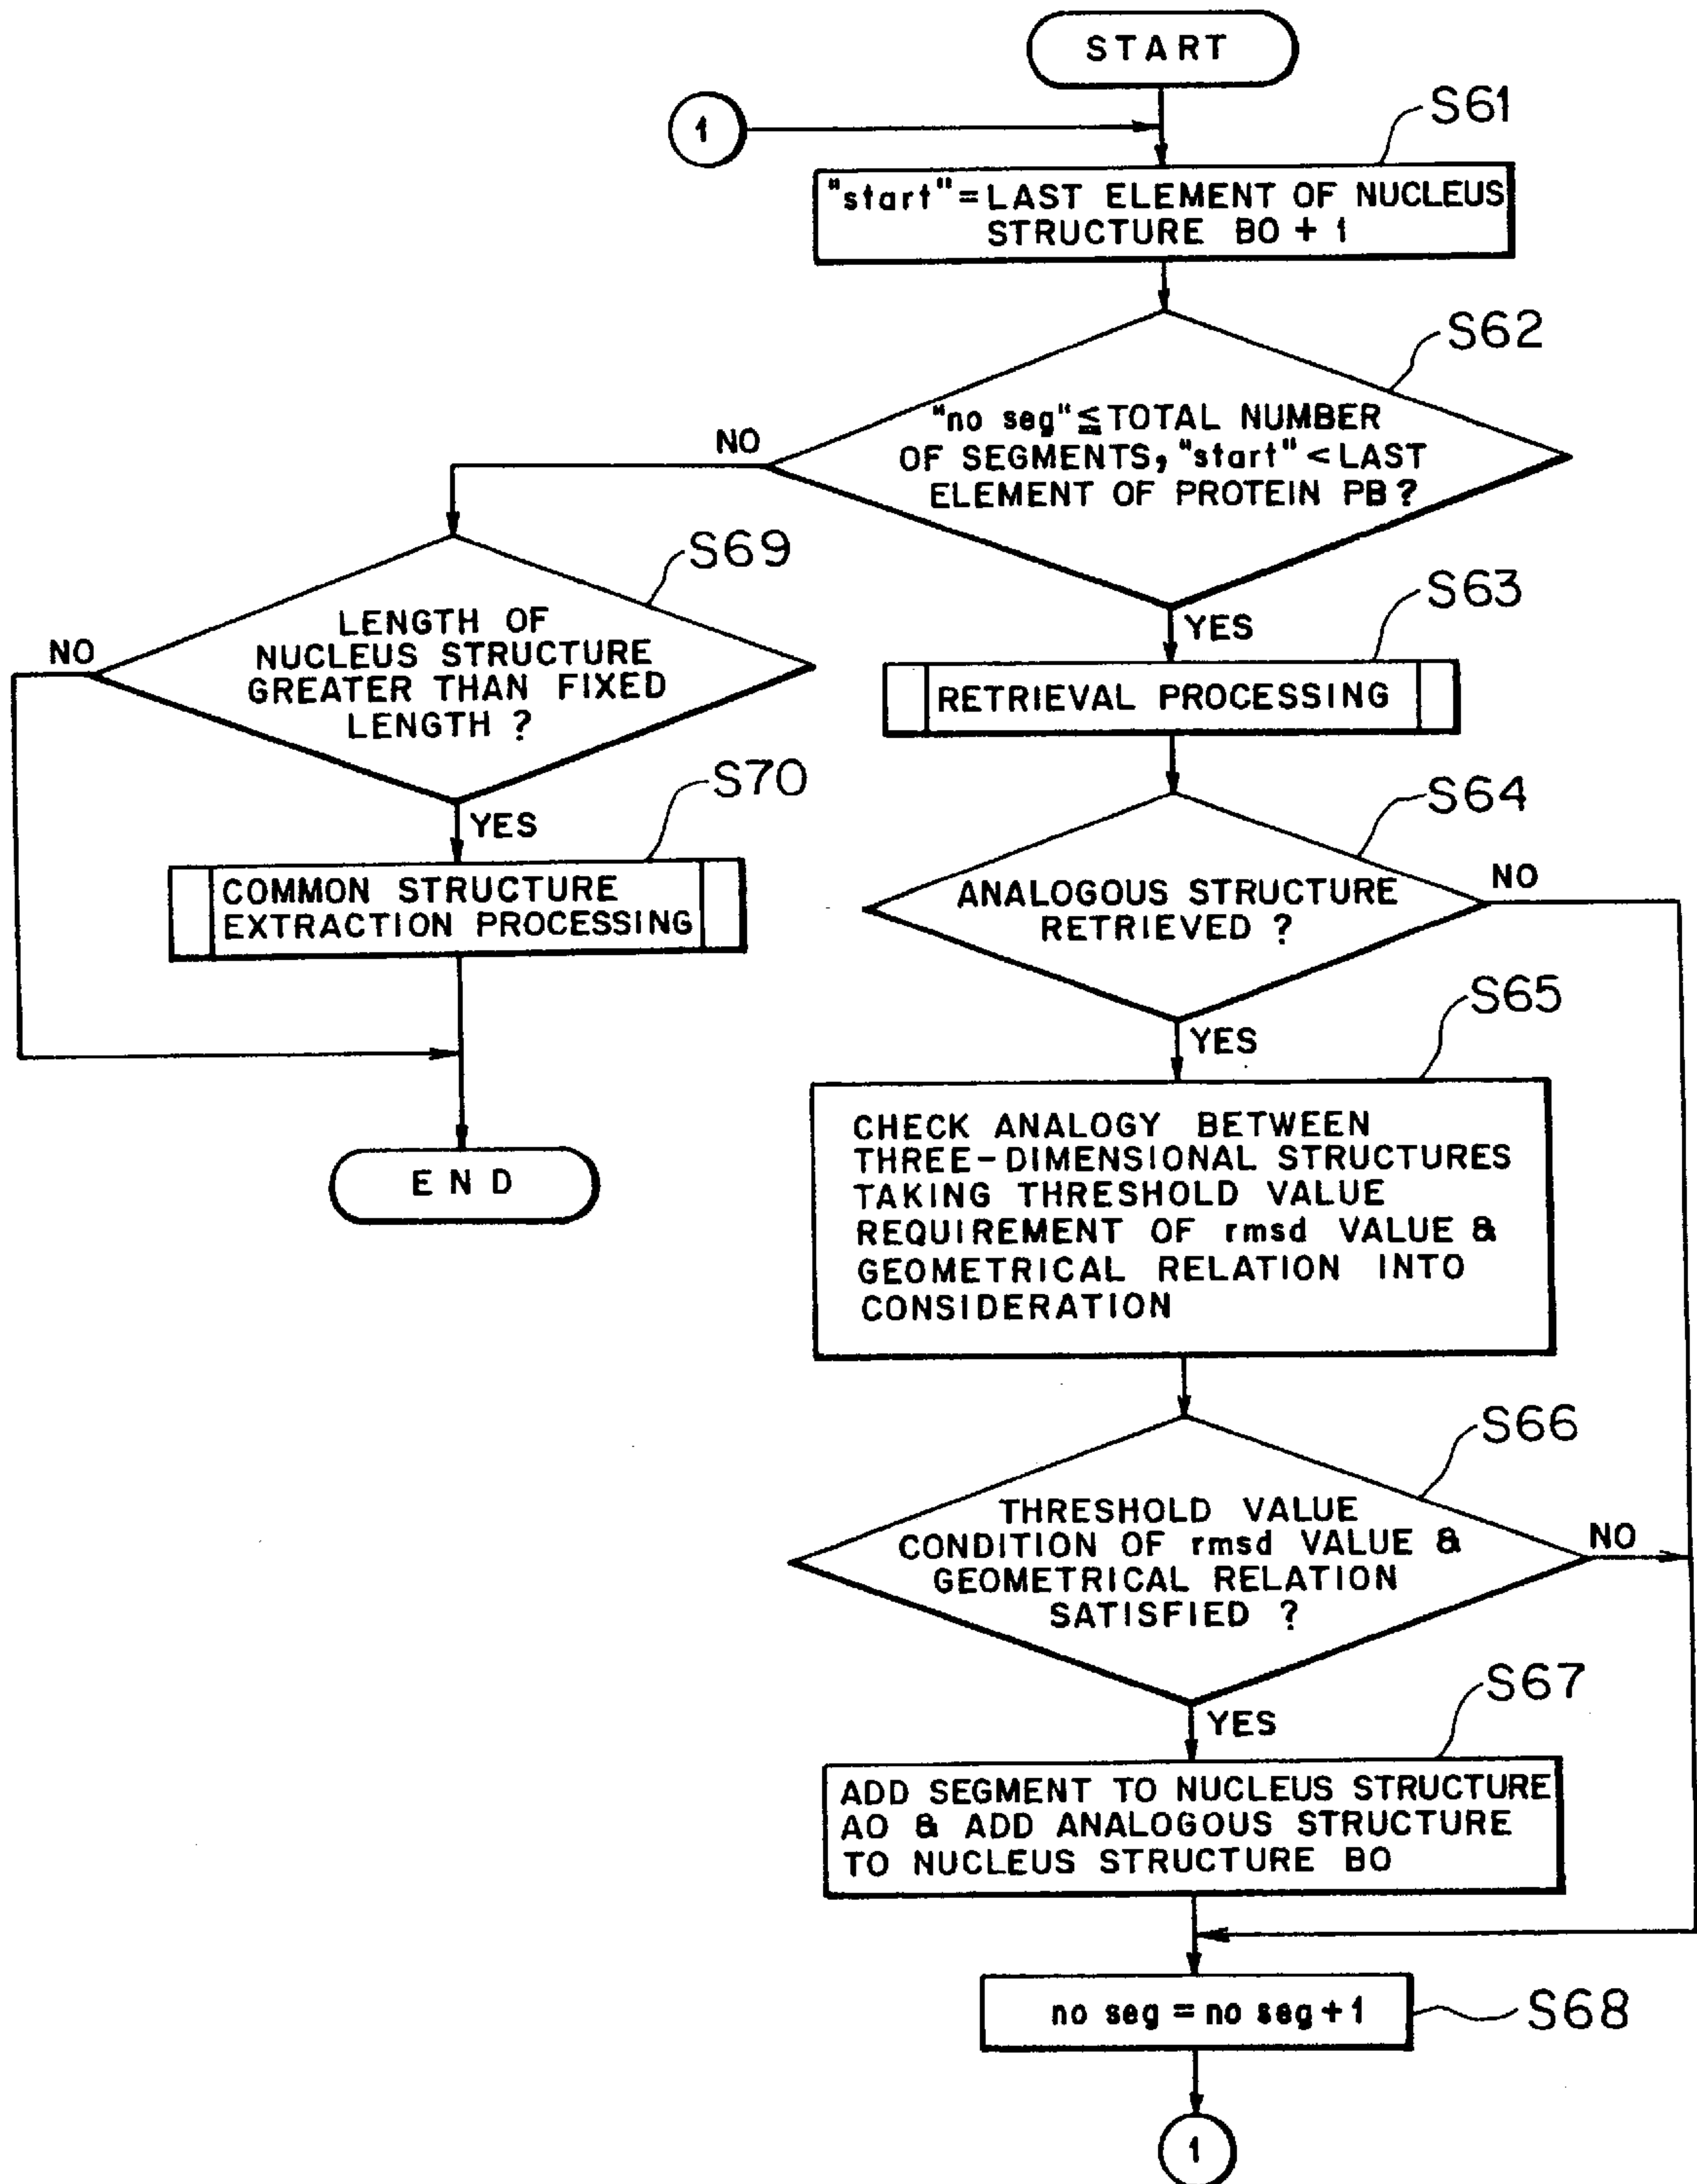 START
1
S61
"start"=LAST ELEMENT OF NUCLEUS
STRUCTURE BO + 1
S62
"no seg"≦TOTAL NUMBER
OF SEGMENTS, "start"<LAST
ELEMENT OF PROTEIN PB?
NO
YES
S69
LENGTH OF
NUCLEUS STRUCTURE
GREATER THAN FIXED
LENGTH ?
NO
YES
S70
COMMON STRUCTURE
EXTRACTION PROCESSING
END
S63
RETRIEVAL PROCESSING
S64
ANALOGOUS STRUCTURE
RETRIEVED ?
NO
YES
S65
CHECK ANALOGY BETWEEN
THREE-DIMENSIONAL STRUCTURES
TAKING THRESHOLD VALUE
REQUIREMENT OF rmsd VALUE &
GEOMETRICAL RELATION INTO
CONSIDERATION
S66
THRESHOLD VALUE
CONDITION OF rmsd VALUE &
GEOMETRICAL RELATION
SATISFIED ?
NO
YES
S67
ADD SEGMENT TO NUCLEUS STRUCTURE
AO & ADD ANALOGOUS STRUCTURE
TO NUCLEUS STRUCTURE BO
no seg = no seg+1
S68
1